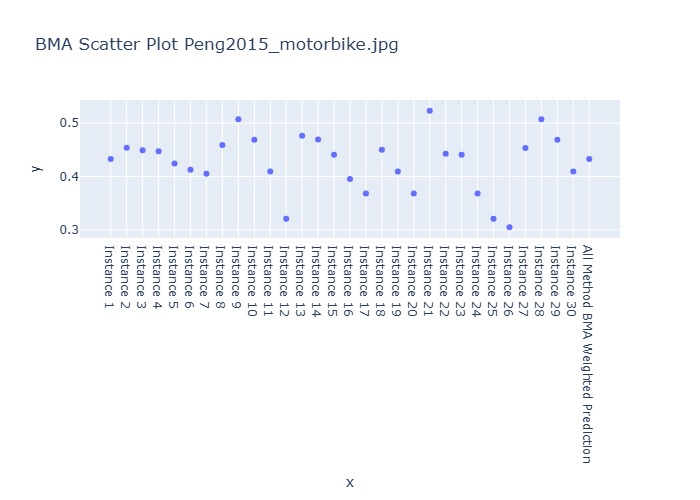 BMA Scatter Plot Peng2015_motorbike.jpg
0.5
0.4
0.3
y
Instance 1
Instance 2
Instance 3
Instance 4
Instance 5
Instance 6
Instance 7
Instance 8
Instance 9
Instance 10
Instance 11
Instance 12
Instance 13
Instance 14
Instance 15
Instance 16
Instance 17
Instance 18
Instance 19
Instance 20
Instance 21
Instance 22
Instance 23
Instance 24
Instance 25
Instance 26
Instance 27
Instance 28
Instance 29
Instance 30
All Method BMA Weighted Prediction
x